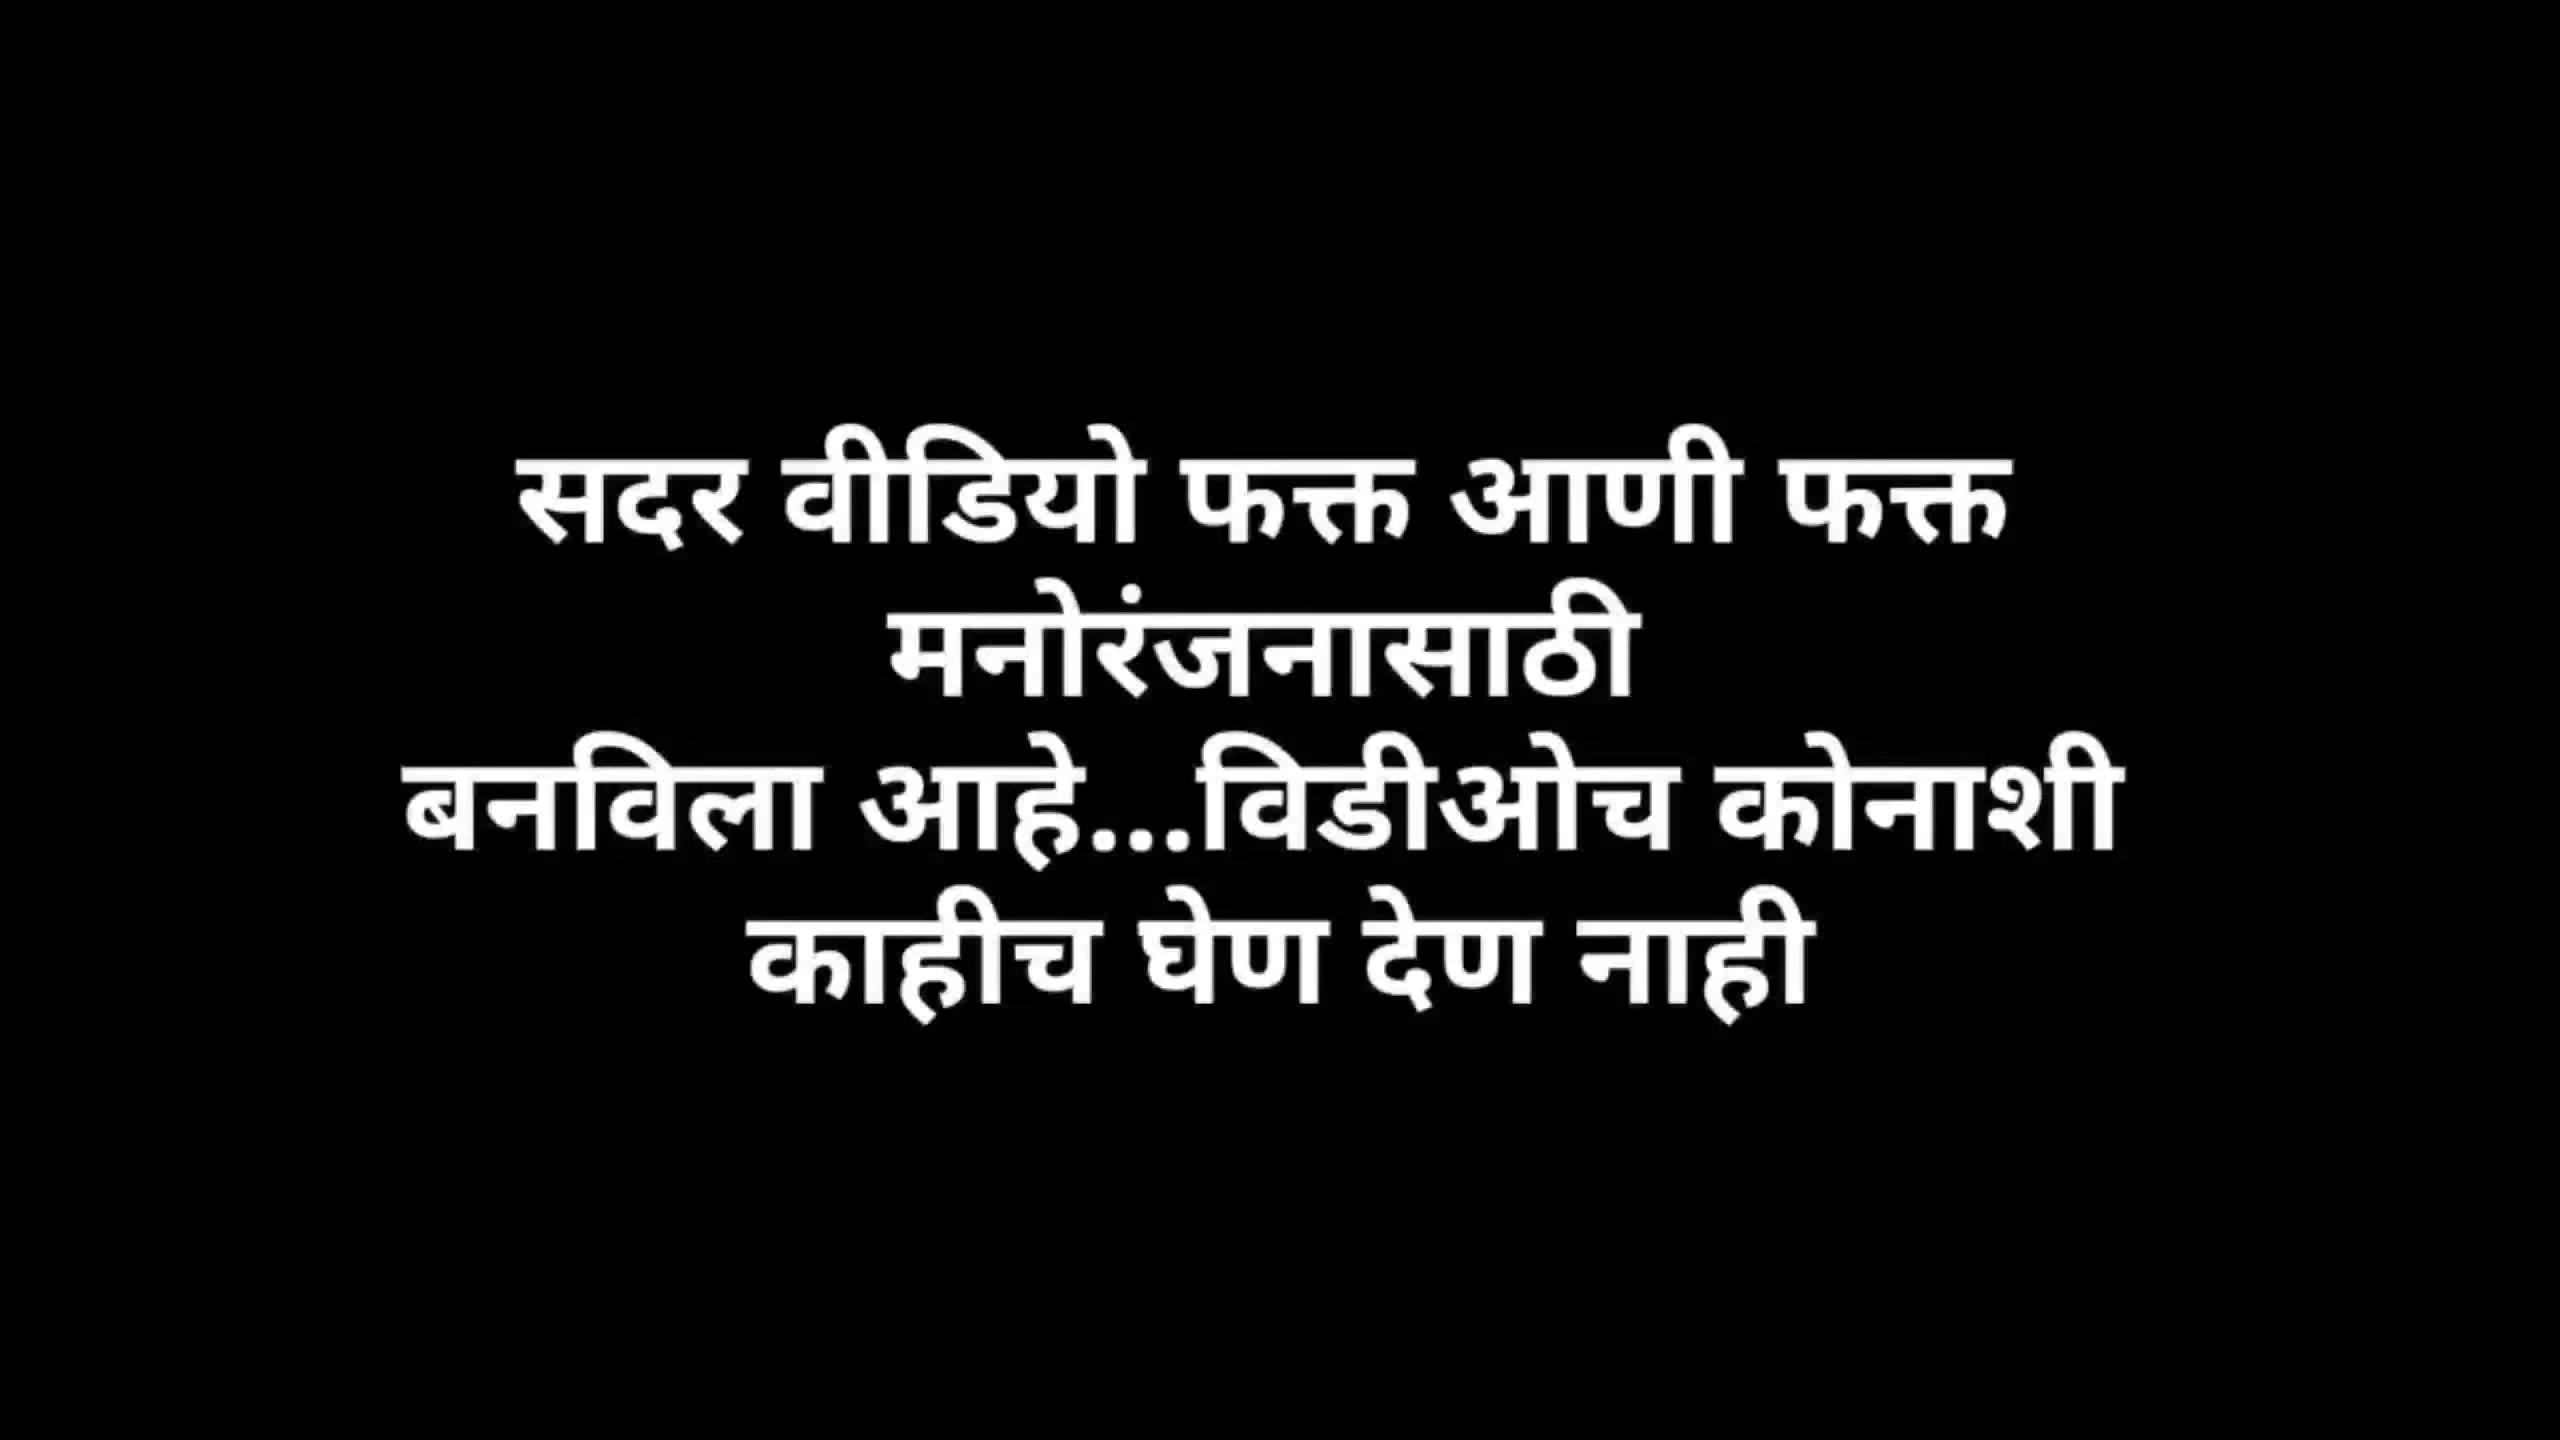 सदर वीडियो फक्त आणी फक्त
मनोरंजनासाठी
बनविला आहे...विडीओच कोनाशी
काहीच घेण देण नाही